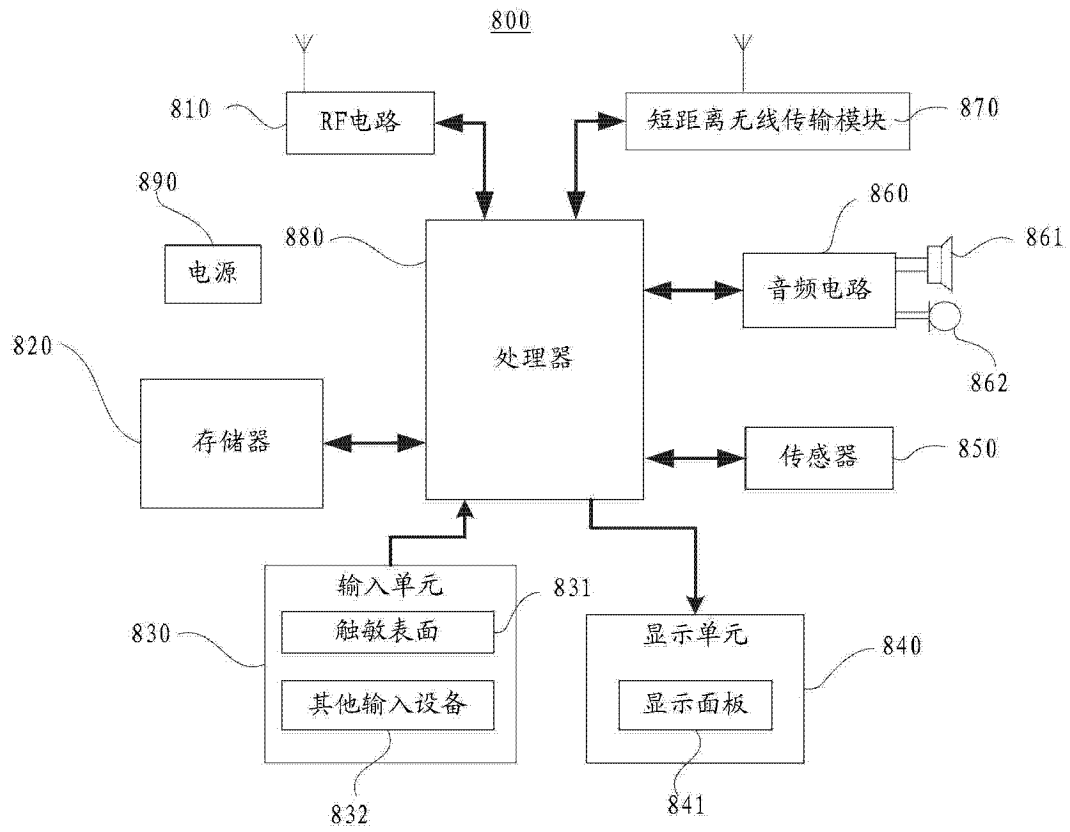 800
810
RF电路
短距离无线传输模块
870
890
电源
880
860
861
音频电路
862
820
存储器
处理器
传感器
850
输入单元
831
830
触敏表面
其他输入设备
832
显示单元
840
显示面板
841